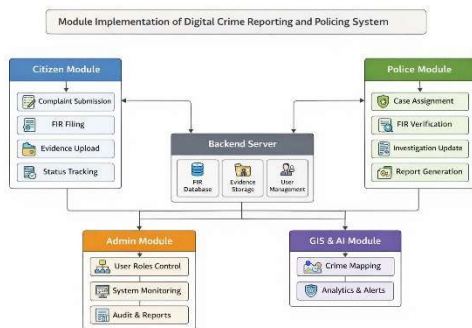 Module Implementation of Digital Crime Reporting and Policing System
Citizen Module
Complaint Submission
FIR Filing
Evidence Upload
Status Tracking
Police Module
Case Assignment
FIR Verification
Investigation Update
Report Generation
Backend Server
FIR
Database
Evidence
Storage
User
Management
Admin Module
User Roles Control
System Monitoring
Audit & Reports
GIS & AI Module
Crime Mapping
Analytics & Alerts